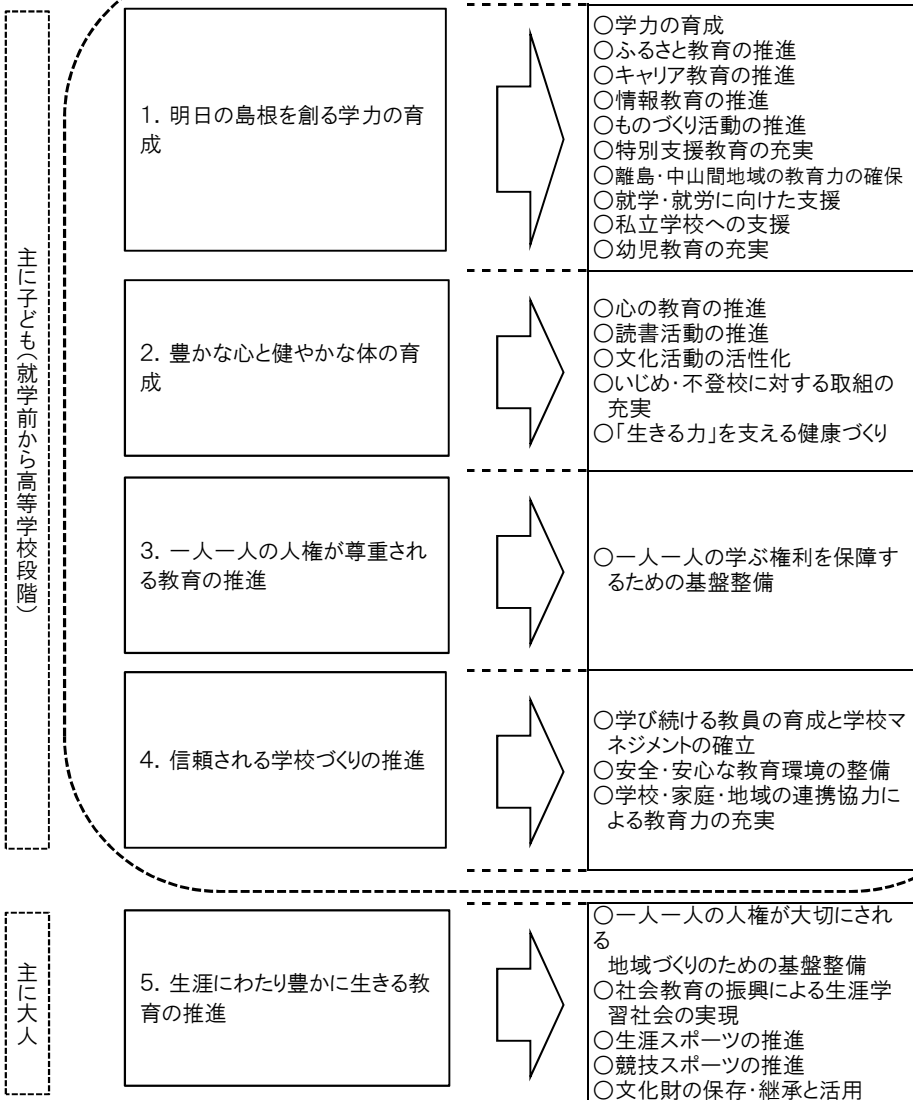 主に子ども（就学前から高等学校段階）
1．明日の島根を創る学力の育
成
○学力の育成
○ふるさと教育の推進
○キャリア教育の推進
○情報教育の推進
○ものづくり活動の推進
○特別支援教育の充実
○離島・中山間地域の教育力の確保
○就学・就労に向けた支援
○私立学校への支援
○幼児教育の充実
2．豊かな心と健やかな体の育
成
○心の教育の推進
○読書活動の推進
○文化活動の活性化
○いじめ・不登校に対する取組の
充実
○「生きる力」を支える健康づくり
3．一人一人の人権が尊重され
る教育の推進
○一人一人の学ぶ権利を保障す
るための基盤整備
4．信頼される学校づくりの推進
○学び続ける教員の育成と学校マ
ネジメントの確立
○安全・安心な教育環境の整備
○学校・家庭・地域の連携協力に
よる教育力の充実
主に大人
5．生涯にわたり豊かに生きる教
育の推進
○一人一人の人権が大切にされ
る
地域づくりのための基盤整備
○社会教育の振興による生涯学
習社会の実現
○生涯スポーツの推進
○競技スポーツの推進
○文化財の保存・継承と活用